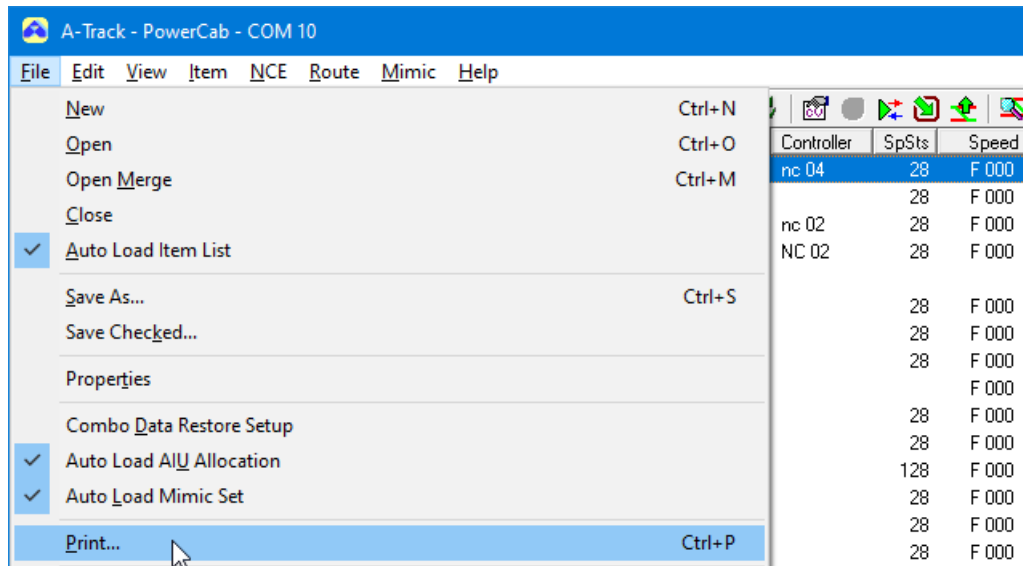 A-Track - PowerCab - COM 10
File Edit View Item NCE Route Mimic Help
New Ctrl+N
Open Ctrl+O
Open Merge Ctrl+M
Close
Auto Load Item List
Save As... Ctrl+S
Save Checked...
Properties
Combo Data Restore Setup
Auto Load AIU Allocation
Auto Load Mimic Set
Print... Ctrl+P
Controller SpSts Speed
nc 04 28 F 000
28 F 000
nc 02 28 F 000
NC 02 28 F 000
28 F 000
28 F 000
28 F 000
F 000
28 F 000
28 F 000
128 F 000
28 F 000
28 F 000
28 F 000